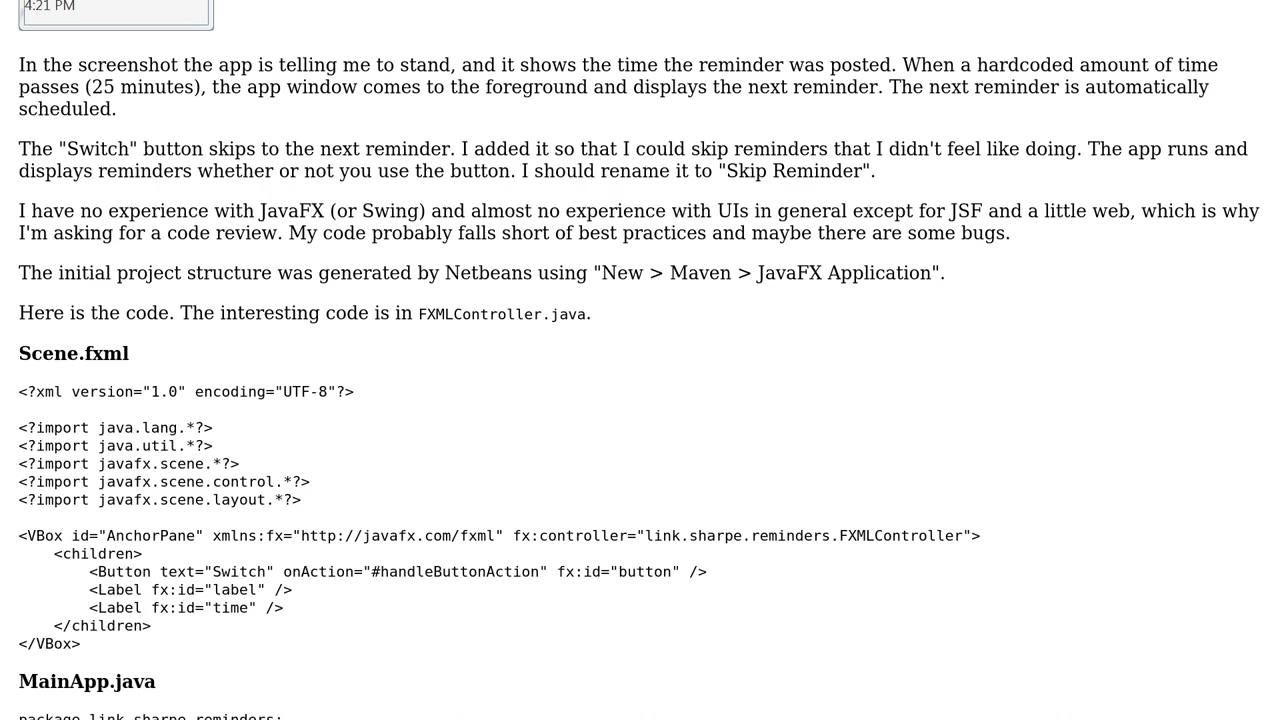 4:21 PM
In the screenshot the app is telling me to stand, and it shows the time the reminder was posted. When a hardcoded amount of time
passes (25 minutes), the app window comes to the foreground and displays the next reminder. The next reminder is automatically
scheduled.
The "Switch" button skips to the next reminder. I added it so that I could skip reminders that I didn't feel like doing. The app runs and
displays reminders whether or not you use the button. I should rename it to "Skip Reminder".
I have no experience with JavaFX (or Swing) and almost no experience with UIs in general except for JSF and a little web, which is why
I'm asking for a code review. My code probably falls short of best practices and maybe there are some bugs.
The initial project structure was generated by Netbeans using "New > Maven > JavaFX Application".
Here is the code. The interesting code is in FXMLController.java.
Scene.fxml
<?xml version="1.0" encoding="UTF-8"?>
<?import java.lang.*?>
<?import java.util.*?>
<?import javafx.scene.*?>
<?import javafx.scene.control.*?>
<?import javafx.scene.layout.*?>
<VBox id="AnchorPane" xmlns:fx="http://javafx.com/fxml" fx:controller="link.sharpe.reminders.FXMLController">
    <children>
        <Button text="Switch" onAction="#handleButtonAction" fx:id="button" />
        <Label fx:id="label" />
        <Label fx:id="time" />
    </children>
</VBox>
MainApp.java
package link.sharpe.reminders;